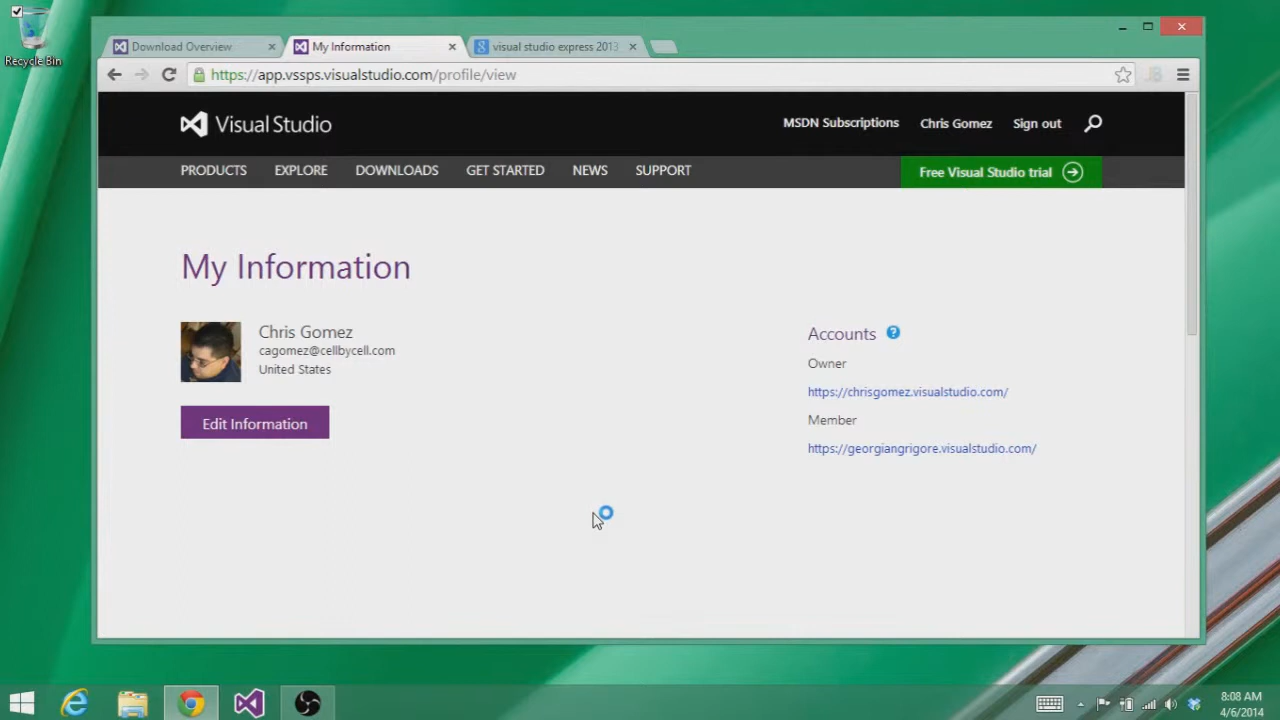 Recycle Bin
Download Overview
My Information
visual studio express 2013
https://app.vssps.visualstudio.com/profile/view
Visual Studio
MSDN Subscriptions
Chris Gomez
Sign out
PRODUCTS
EXPLORE
DOWNLOADS
GET STARTED
NEWS
SUPPORT
Free Visual Studio trial
My Information
Chris Gomez
cagomez@cellbycell.com
United States
Edit Information
Accounts
Owner
https://chrisgomez.visualstudio.com/
Member
https://georgiangrigore.visualstudio.com/
8:08 AM
4/6/2014